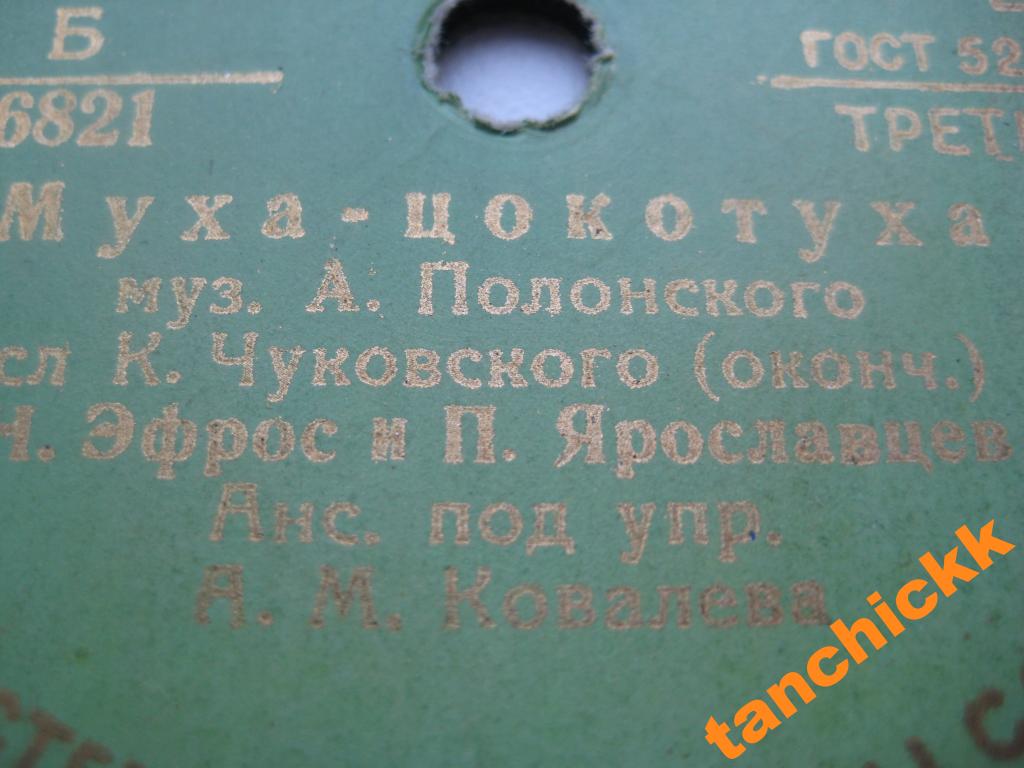 Б
ГОСТ 52
6821
ТРЕТ
Муха-цокотуха
муз. А. Полонского
сл К. Чуковского (оконч.)
Н. Эфрос и П. Ярославцев
Анс. под упр.
А. М. Ковалева
tanchickk